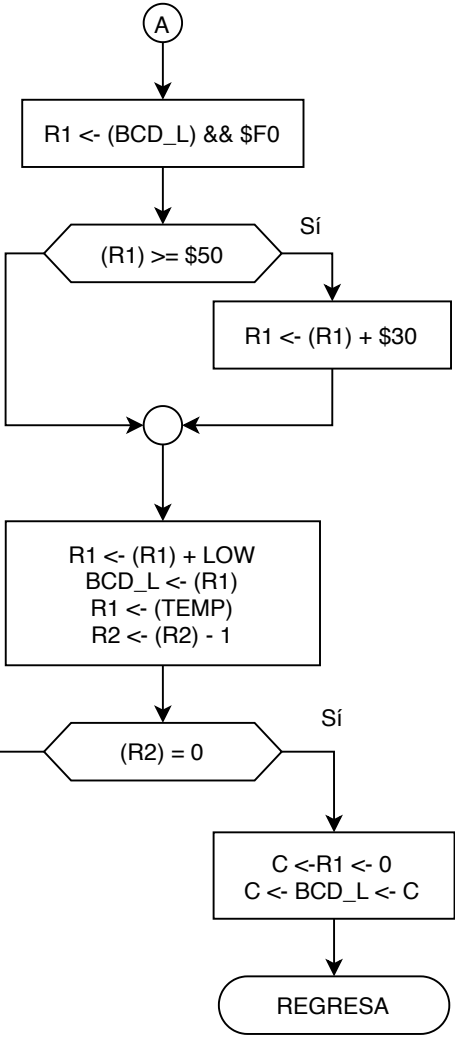 A
R1 <- (BCD_L) && $F0
Sí
(R1) >= $50
R1 <- (R1) + $30
R1 <- (R1) + LOW
BCD_L <- (R1)
R1 <- (TEMP)
R2 <- (R2) - 1
Sí
(R2) = 0
C <-R1 <- 0
C <- BCD_L <- C
REGRESA